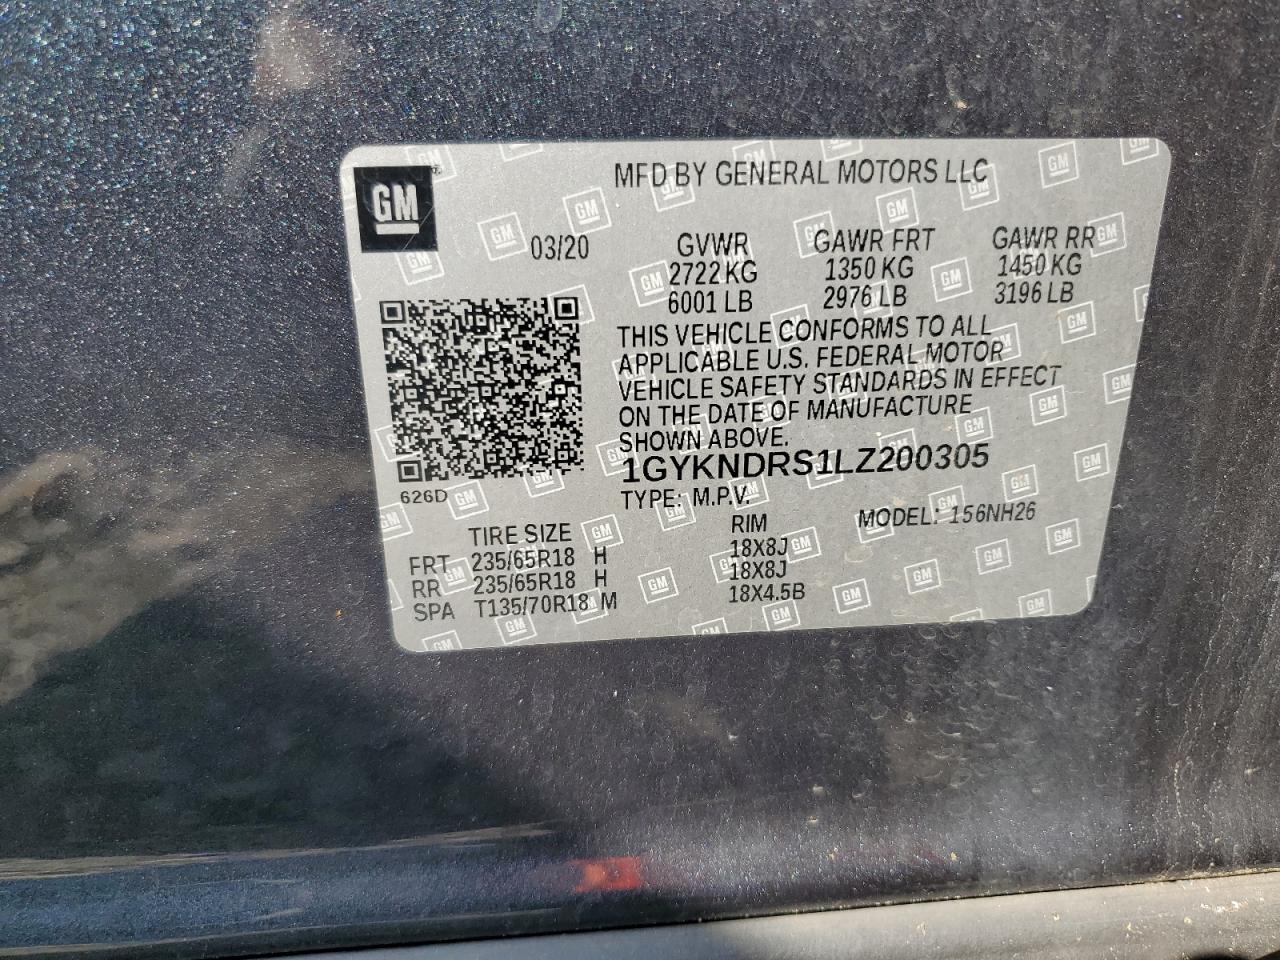 GM
MFD BY GENERAL MOTORS LLC
03/20 GVWR GAWR FRT GAWR RR
2722 KG 1350 KG 1450 KG
6001 LB 2976 LB 3196 LB
THIS VEHICLE CONFORMS TO ALL
APPLICABLE U.S. FEDERAL MOTOR
VEHICLE SAFETY STANDARDS IN EFFECT
ON THE DATE OF MANUFACTURE
SHOWN ABOVE.
1GYKNDRS1LZ200305
626D
TYPE: M.P.V. MODEL: 156NH26
TIRE SIZE RIM
FRT 235/65R18 H 18X8J
RR 235/65R18 H 18X8J
SPA T135/70R18 M 18X4.5B